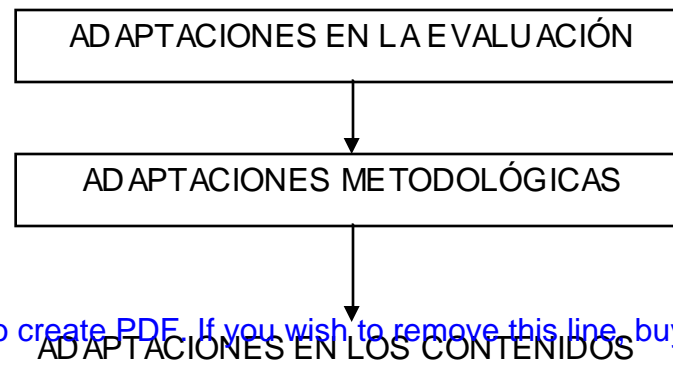 ADAPTACIONES EN LA EVALUACIÓN
ADAPTACIONES METODOLÓGICAS
o create PDF. If you wish to remove this line, buy
ADAPTACIONES EN LOS CONTENIDOS